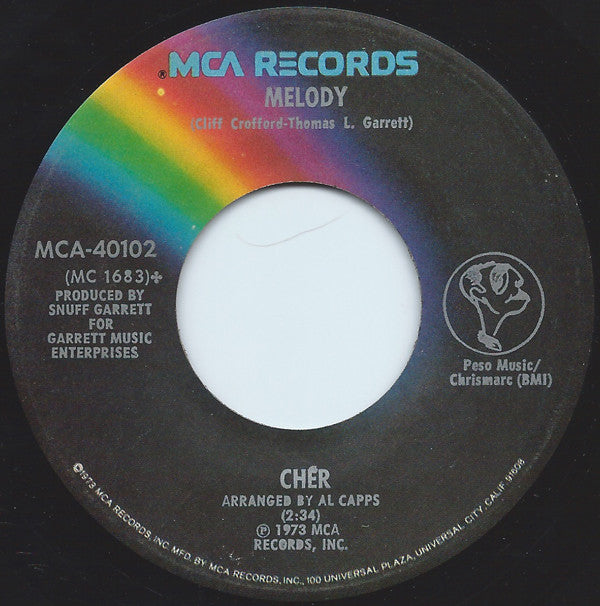 ® MCA RECORDS
MELODY
(Cliff Crofford-Thomas L. Garrett)
MCA-40102
(MC 1683)✤
PRODUCED BY
SNUFF GARRETT
FOR
GARRETT MUSIC
ENTERPRISES
Peso Music/
Chrismarc (BMI)
CHÉR
ARRANGED BY AL CAPPS
(2:34)
℗ 1973 MCA
RECORDS, INC.
©1973 MCA RECORDS, INC. MFD. BY MCA RECORDS, INC., 100 UNIVERSAL PLAZA, UNIVERSAL CITY, CALIF. 91608